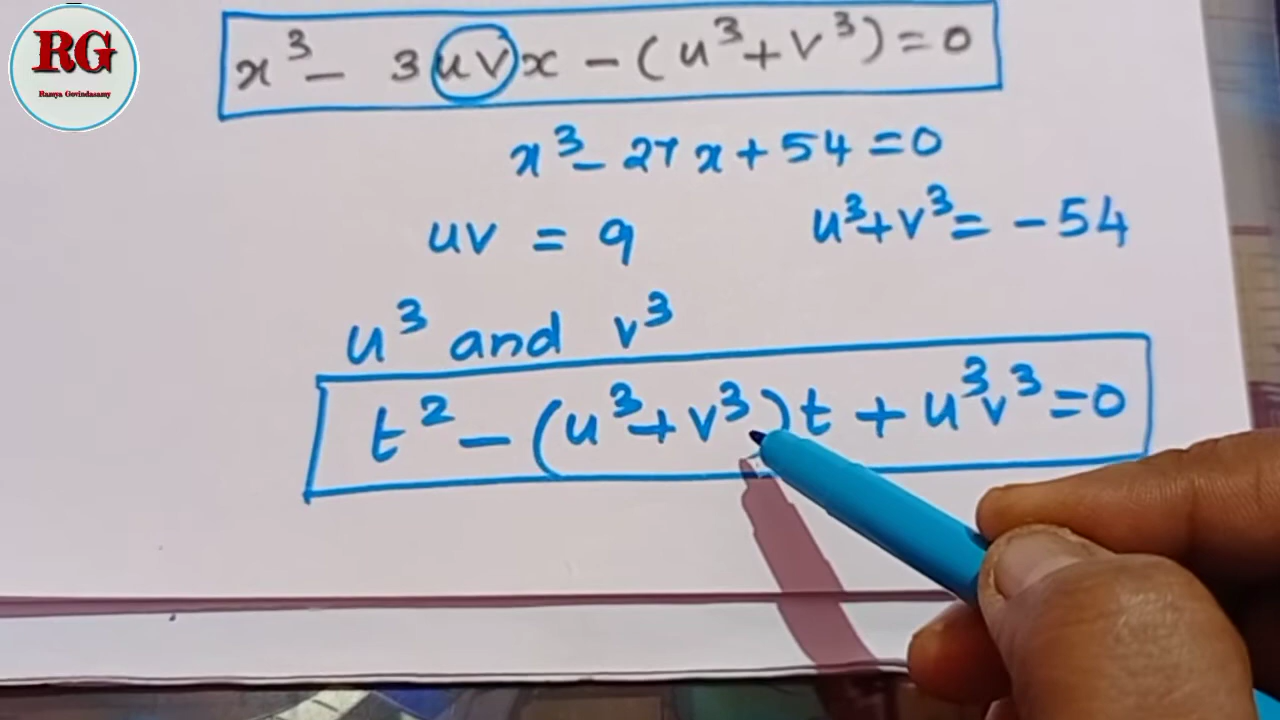 RG
Ramya Govindasamy
x³ - 3uvx - (u³+v³)=0
x³- 27x + 54 = 0
uv = 9 u³+v³= -54
u³ and v³
t² - (u³+v³)t + u³v³=0